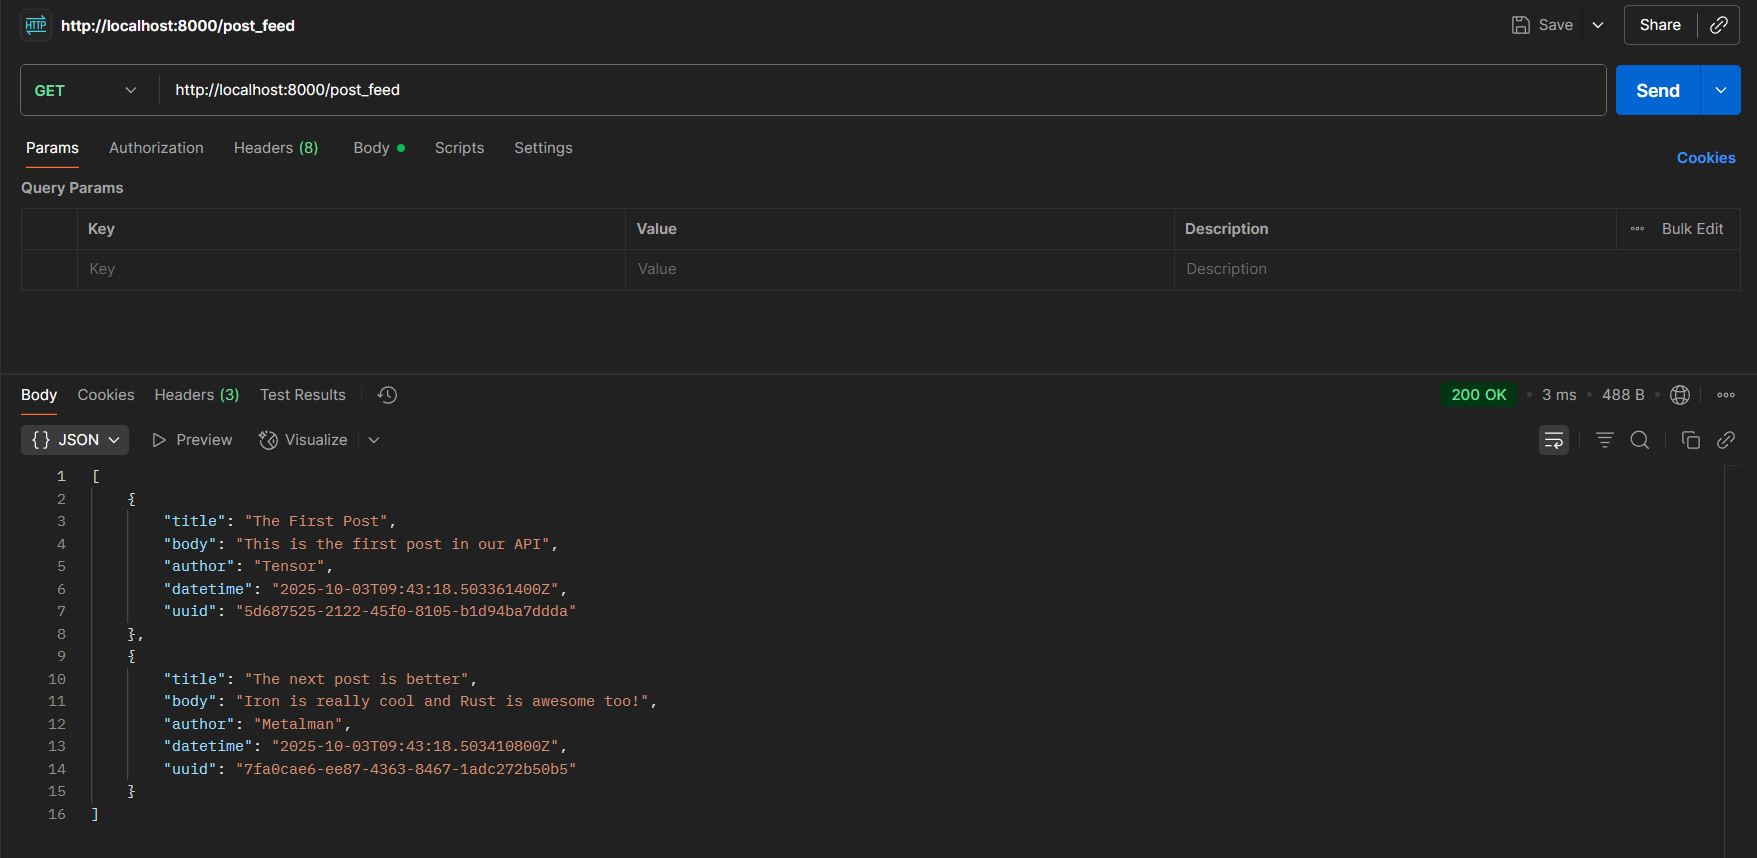 HTTP http://localhost:8000/post_feed Save Share
GET http://localhost:8000/post_feed Send
Params Authorization Headers (8) Body Scripts Settings Cookies
Query Params
Key Value Description Bulk Edit
Key Value Description
Body Cookies Headers (3) Test Results 200 OK • 3 ms • 488 B •
{} JSON Preview Visualize
1 [
2 {
3 "title": "The First Post",
4 "body": "This is the first post in our API",
5 "author": "Tensor",
6 "datetime": "2025-10-03T09:43:18.503361400Z",
7 "uuid": "5d687525-2122-45f0-8105-b1d94ba7ddda"
8 },
9 {
10 "title": "The next post is better",
11 "body": "Iron is really cool and Rust is awesome too!",
12 "author": "Metalman",
13 "datetime": "2025-10-03T09:43:18.503410800Z",
14 "uuid": "7fa0cae6-ee87-4363-8467-1adc272b50b5"
15 }
16 ]